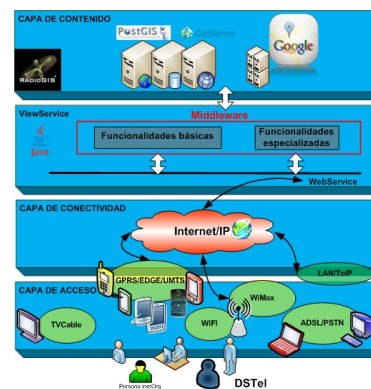 CAPA DE CONTENIDO
PostGIS
GeoServer
Google
RADIOGIS
ViewService
Middleware
Java
Funcionalidades básicas
Funcionalidades
especializadas
WebService
CAPA DE CONECTIVIDAD
Internet/IP
LAN/ToIP
GPRS/EDGE/UMTS
CAPA DE ACCESO
WiMax
TVCable
WiFI
ADSL/PSTN
Persona inetOrg
DSTel